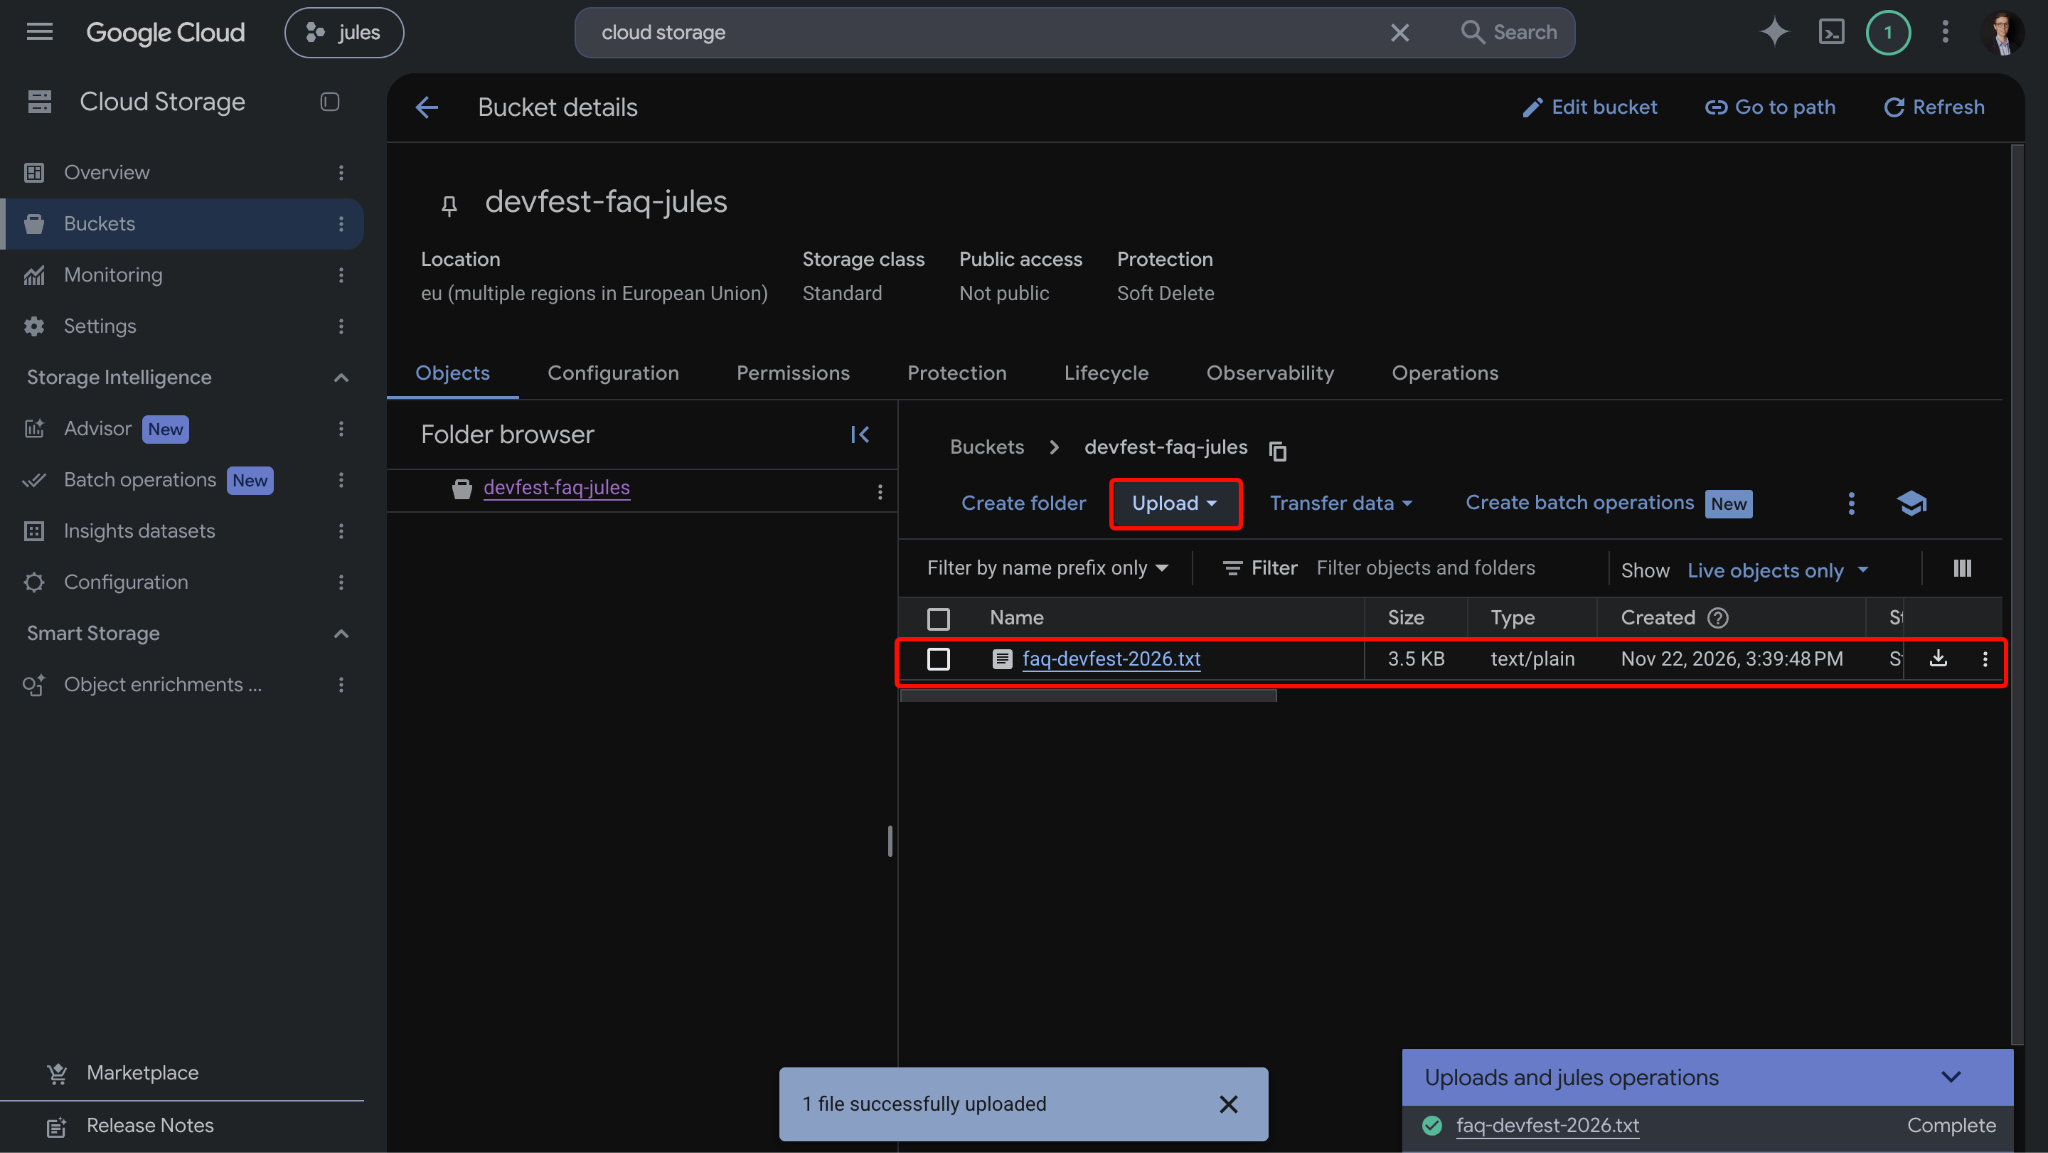 Google Cloud
jules
cloud storage
Search
1
Cloud Storage
Overview
Buckets
Monitoring
Settings
Storage Intelligence
Advisor New
Batch operations New
Insights datasets
Configuration
Smart Storage
Object enrichments ...
Marketplace
Release Notes
Bucket details
Edit bucket
Go to path
Refresh
devfest-faq-jules
Location Storage class Public access Protection
eu (multiple regions in European Union) Standard Not public Soft Delete
Objects Configuration Permissions Protection Lifecycle Observability Operations
Folder browser
devfest-faq-jules
Buckets > devfest-faq-jules
Create folder Upload Transfer data Create batch operations New
Filter by name prefix only Filter Filter objects and folders Show Live objects only
Name Size Type Created
faq-devfest-2026.txt 3.5 KB text/plain Nov 22, 2026, 3:39:48 PM
1 file successfully uploaded
Uploads and jules operations
faq-devfest-2026.txt Complete